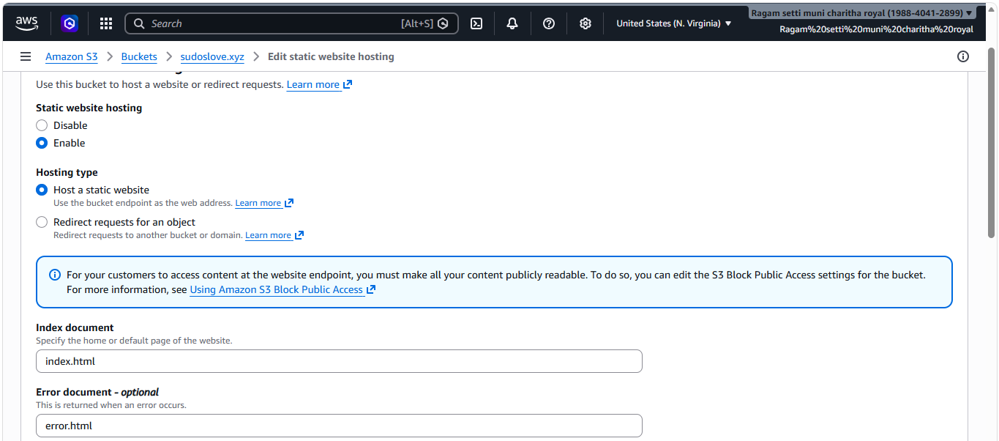 aws
Search [Alt+S]
United States (N. Virginia)
Ragam setti muni charitha royal (1988-4041-2899)
Ragam%20setti%20muni%20charitha%20royal
Amazon S3 > Buckets > sudoslove.xyz > Edit static website hosting
Use this bucket to host a website or redirect requests. Learn more
Static website hosting
Disable
Enable
Hosting type
Host a static website
Use the bucket endpoint as the web address. Learn more
Redirect requests for an object
Redirect requests to another bucket or domain. Learn more
For your customers to access content at the website endpoint, you must make all your content publicly readable. To do so, you can edit the S3 Block Public Access settings for the bucket.
For more information, see Using Amazon S3 Block Public Access
Index document
Specify the home or default page of the website.
index.html
Error document - optional
This is returned when an error occurs.
error.html